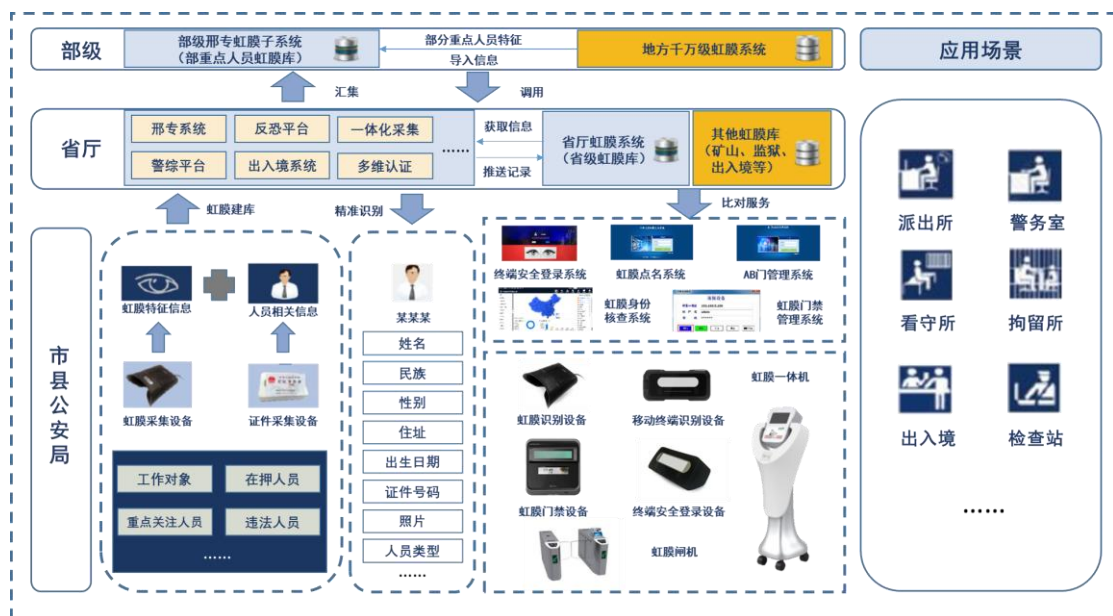 部级
部级邢专虹膜子系统
（部重点人员虹膜库）
部分重点人员特征
导入信息
地方千万级虹膜系统
应用场景
汇集
调用
省厅
邢专系统
反恐平台
一体化采集
警综平台
出入境系统
多维认证
……
获取信息
推送记录
省厅虹膜系统
（省级虹膜库）
其他虹膜库
（矿山、监狱、
出入境等）
虹膜建库
精准识别
比对服务
市县公安局
虹膜特征信息
人员相关信息
虹膜采集设备
证件采集设备
工作对象
在押人员
重点关注人员
违法人员
……
某某某
姓名
民族
性别
住址
出生日期
证件号码
照片
人员类型
……
终端安全登录系统
虹膜点名系统
AB门管理系统
虹膜身份
核查系统
虹膜门禁
管理系统
虹膜识别设备
移动终端识别设备
虹膜一体机
虹膜门禁设备
终端安全登录设备
虹膜闸机
派出所
警务室
看守所
拘留所
出入境
检查站
……